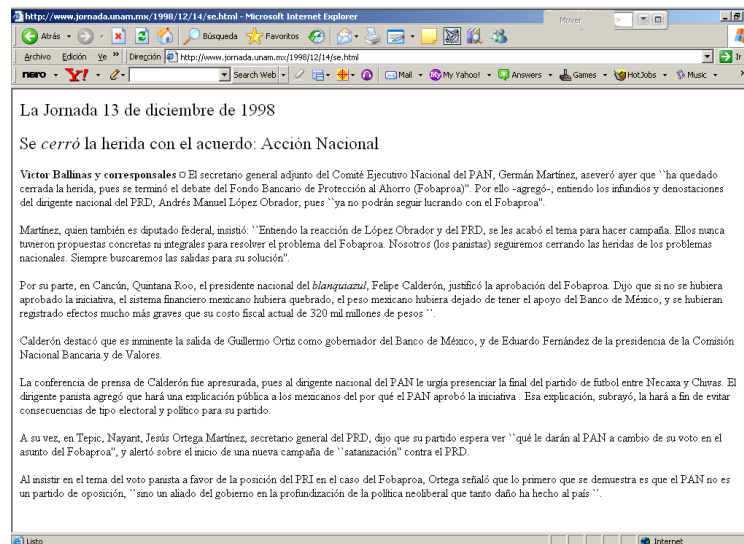 http://www.jornada.unam.mx/1998/12/14/se.html - Microsoft Internet Explorer
Mover
Atrás
Búsqueda
Favoritos
Archivo Edición Ve »
Dirección http://www.jornada.unam.mx/1998/12/14/se.html
Ir
nero
Y!
Search Web
Mail
My Yahoo!
Answers
Games
HotJobs
Music
»
La Jornada 13 de diciembre de 1998
Se cerró la herida con el acuerdo: Acción Nacional
Víctor Ballinas y corresponsales ¤ El secretario general adjunto del Comité Ejecutivo Nacional del PAN, Germán Martínez, aseveró ayer que ``ha quedado
cerrada la herida, pues se terminó el debate del Fondo Bancario de Protección al Ahorro (Fobaproa)". Por ello -agregó-, entiendo los infundios y denostaciones
del dirigente nacional del PRD, Andrés Manuel López Obrador, pues ``ya no podrán seguir lucrando con el Fobaproa".
Martínez, quien también es diputado federal, insistió: ``Entiendo la reacción de López Obrador y del PRD, se les acabó el tema para hacer campaña. Ellos nunca
tuvieron propuestas concretas ni integrales para resolver el problema del Fobaproa. Nosotros (los panistas) seguiremos cerrando las heridas de los problemas
nacionales. Siempre buscaremos las salidas para su solución".
Por su parte, en Cancún, Quintana Roo, el presidente nacional del blanquiazul, Felipe Calderón, justificó la aprobación del Fobaproa. Dijo que si no se hubiera
aprobado la iniciativa, el sistema financiero mexicano hubiera quebrado, el peso mexicano hubiera dejado de tener el apoyo del Banco de México, y se hubieran
registrado efectos mucho más graves que su costo fiscal actual de 320 mil millones de pesos ``.
Calderón destacó que es inminente la salida de Guillermo Ortiz como gobernador del Banco de México, y de Eduardo Fernández de la presidencia de la Comisión
Nacional Bancaria y de Valores.
La conferencia de prensa de Calderón fue apresurada, pues al dirigente nacional del PAN le urgía presenciar la final del partido de futbol entre Necaxa y Chivas. El
dirigente panista agregó que hará una explicación pública a los mexicanos del por qué el PAN aprobó la iniciativa . Esa explicación, subrayó, la hará a fin de evitar
consecuencias de tipo electoral y político para su partido.
A su vez, en Tepic, Nayarit, Jesús Ortega Martínez, secretario general del PRD, dijo que su partido espera ver ``qué le darán al PAN a cambio de su voto en el
asunto del Fobaproa", y alertó sobre el inicio de una nueva campaña de ``satanización" contra el PRD.
Al insistir en el tema del voto panista a favor de la posición del PRI en el caso del Fobaproa, Ortega señaló que lo primero que se demuestra es que el PAN no es
un partido de oposición, ``sino un aliado del gobierno en la profundización de la política neoliberal que tanto daño ha hecho al país ``.
Listo
Internet